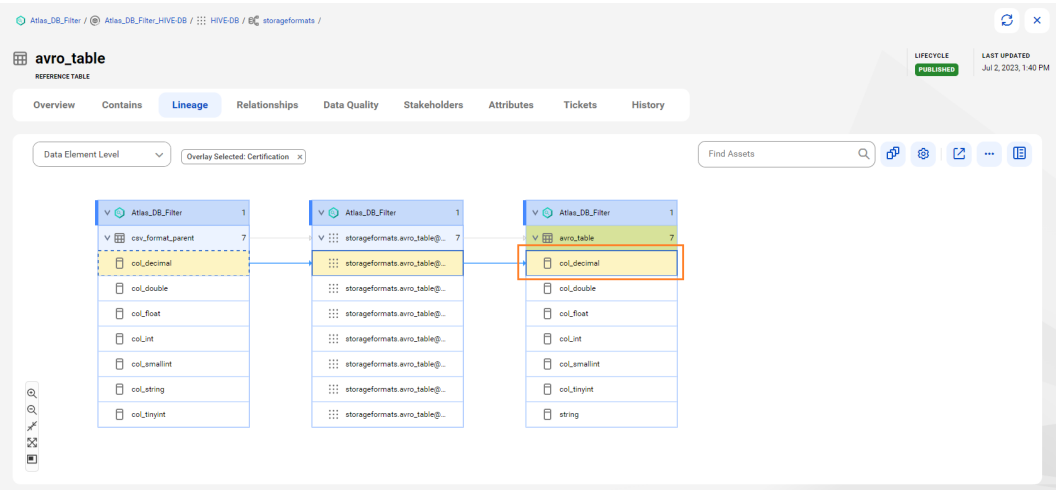 Atlas_DB_Filter / Atlas_DB_Filter_HIVE-DB / HIVE-DB / storageformats /
avro_table
REFERENCE TABLE
LIFECYCLE
PUBLISHED
LAST UPDATED
Jul 2, 2023, 1:40 PM
Overview Contains Lineage Relationships Data Quality Stakeholders Attributes Tickets History
Data Element Level
Overlay Selected: Certification ×
Find Assets
Atlas_DB_Filter 1
csv_format_parent 7
col_decimal
col_double
col_float
col_int
col_smallint
col_string
col_tinyint
Atlas_DB_Filter 1
storageformats.avro_table@... 7
storageformats.avro_table@...
storageformats.avro_table@...
storageformats.avro_table@...
storageformats.avro_table@...
storageformats.avro_table@...
storageformats.avro_table@...
storageformats.avro_table@...
Atlas_DB_Filter 1
avro_table 7
col_decimal
col_double
col_float
col_int
col_smallint
col_tinyint
string